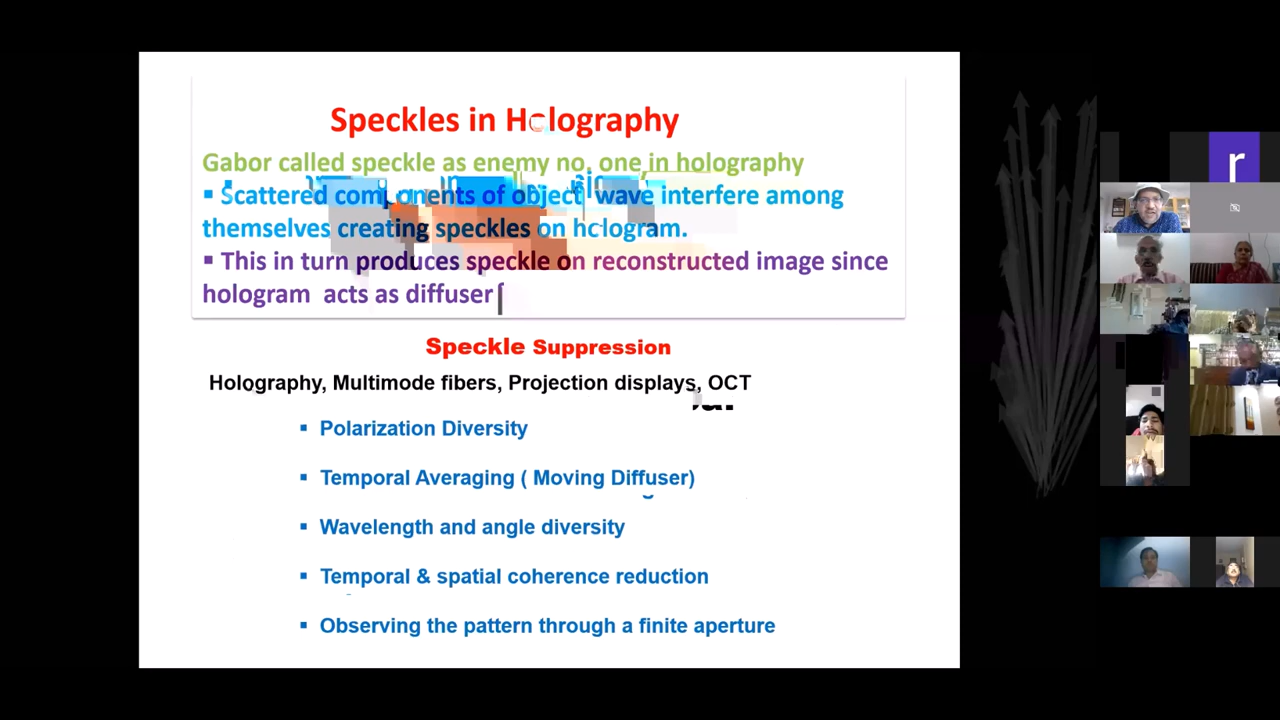 Speckles in Holography
Gabor called speckle as enemy no. one in holography
▪ Scattered components of object wave interfere among
themselves creating speckles on hologram.
▪ This in turn produces speckle on reconstructed image since
hologram acts as diffuser
Speckle Suppression
Holography, Multimode fibers, Projection displays, OCT
▪ Polarization Diversity
▪ Temporal Averaging ( Moving Diffuser)
▪ Wavelength and angle diversity
▪ Temporal & spatial coherence reduction
▪ Observing the pattern through a finite aperture
r